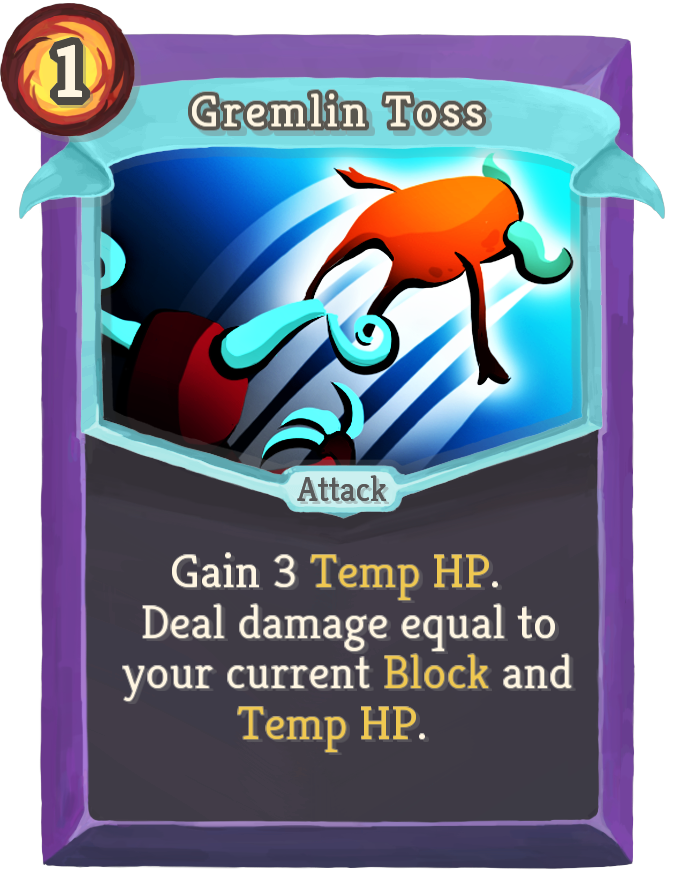 1
Gremlin Toss
Attack
Gain 3 Temp HP.
Deal damage equal to
your current Block and
Temp HP.